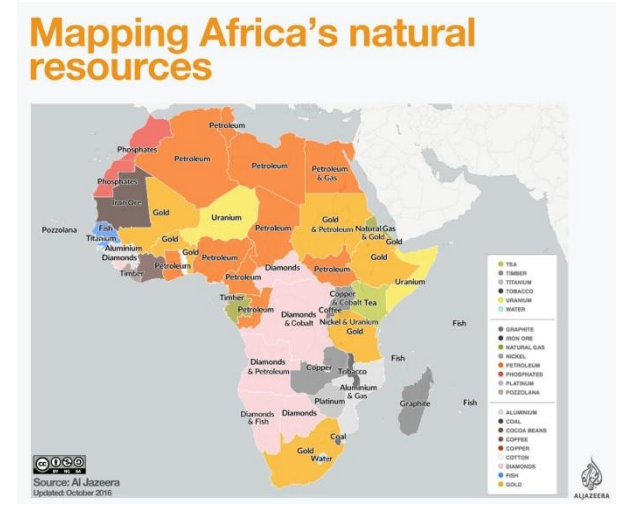 Mapping Africa's natural
resources
Petroleum
Phosphates
Petroleum
Petroleum
Petroleum
& Gas
Phosphates
Iron Ore
Gold
Uranium
Petroleum
Gold
& Petroleum
Natural Gas
& Gold
Gold
Pozzolana
Fish
Titanium
Gold
Aluminium
Diamonds
Gold
Petroleum
Gold
Timber
Petroleum
Diamonds
Petroleum
Uranium
Petroleum
Timber
Petroleum
Copper
& Cobalt
Tea
Coffee
Diamonds
& Cobalt
Nickel & Uranium
Gold
Fish
Fish
Diamonds
& Petroleum
Copper
Tobacco
Aluminium
& Gas
Platinum
Graphite
Fish
Diamonds
& Fish
Diamonds
Coal
Gold
Water
TEA
TIMBER
TITANIUM
TOBACCO
URANIUM
WATER
GRAPHITE
IRON ORE
NATURAL GAS
NICKEL
PETROLEUM
PHOSPHATES
PLATINUM
POZZOLANA
ALUMINIUM
COAL
COCOA BEANS
COFFEE
COPPER
COTTON
DIAMONDS
FISH
GOLD
cc
BY NC SA
Source: Al Jazeera
Updated: October 2016
ALJAZEERA